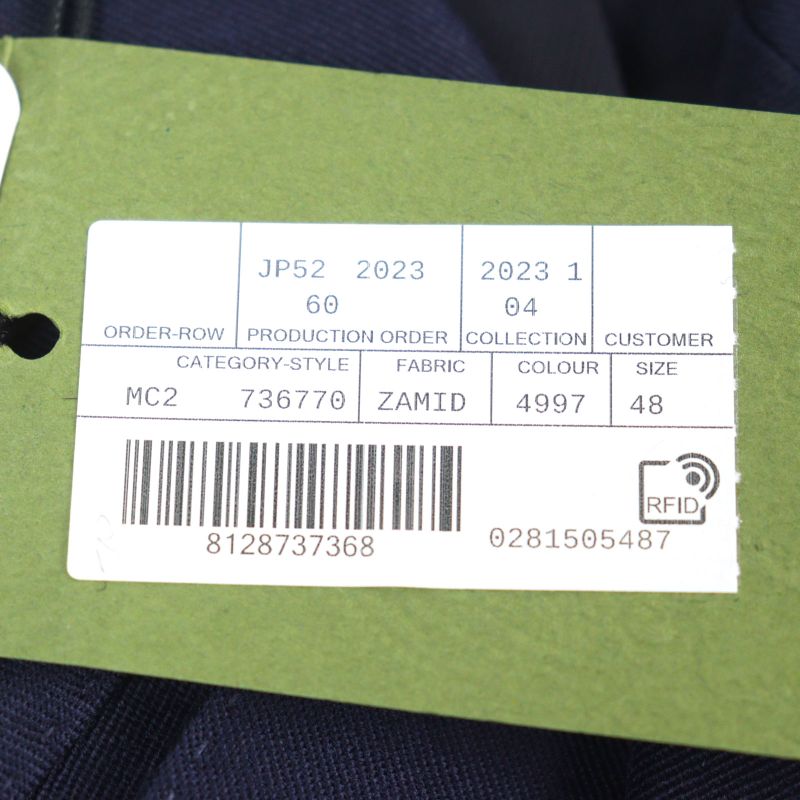 JP52 2023 2023 1
60 04
ORDER-ROW PRODUCTION ORDER COLLECTION CUSTOMER
CATEGORY-STYLE FABRIC COLOUR SIZE
MC2 736770 ZAMID 4997 48
RFID
8128737368 0281505487